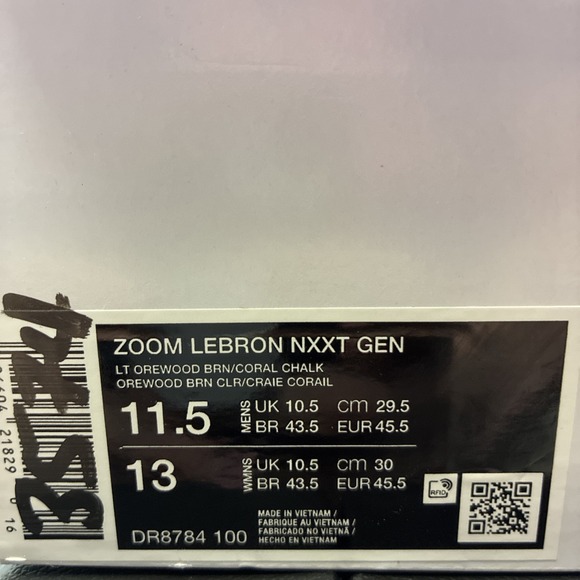 ZOOM LEBRON NXXT GEN
LT OREWOOD BRN/CORAL CHALK
OREWOOD BRN CLR/CRAIE CORAIL
11.5 MENS UK 10.5 CM 29.5
BR 43.5 EUR 45.5
13 WMNS UK 10.5 CM 30
BR 43.5 EUR 45.5
MADE IN VIETNAM /
FABRIQUE AU VIETNAM /
FABRICADO NO VIETNÃ /
HECHO EN VIETNAM
DR8784 100
RFID
21829
16